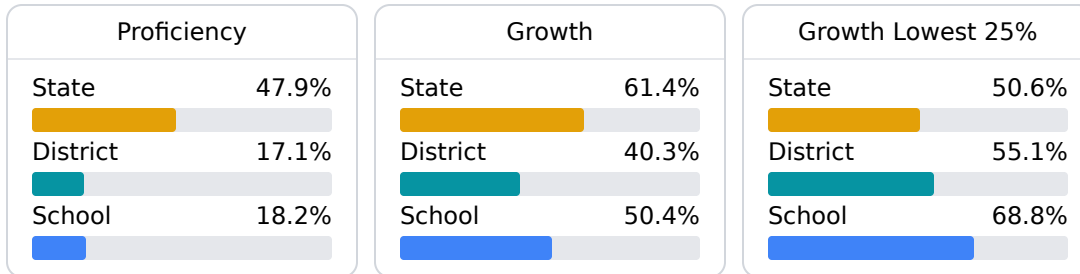 Proficiency
State 47.9%
District 17.1%
School 18.2%
Growth
State 61.4%
District 40.3%
School 50.4%
Growth Lowest 25%
State 50.6%
District 55.1%
School 68.8%